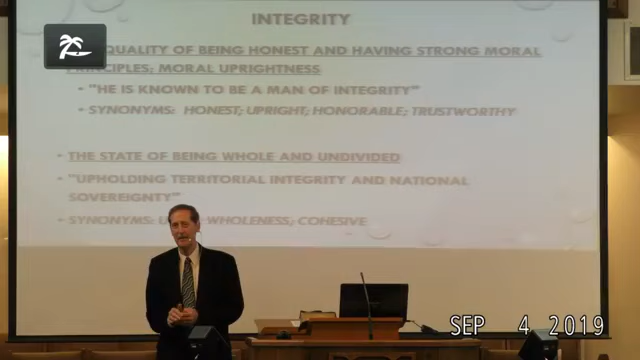 INTEGRITY
QUALITY OF BEING HONEST AND HAVING STRONG MORAL
PRINCIPLES; MORAL UPRIGHTNESS
• "HE IS KNOWN TO BE A MAN OF INTEGRITY"
• SYNONYMS: HONEST; UPRIGHT; HONORABLE; TRUSTWORTHY
• THE STATE OF BEING WHOLE AND UNDIVIDED
• "UPHOLDING TERRITORIAL INTEGRITY AND NATIONAL
SOVEREIGNTY"
• SYNONYMS: WHOLENESS; COHESIVE
SEP 4 2019